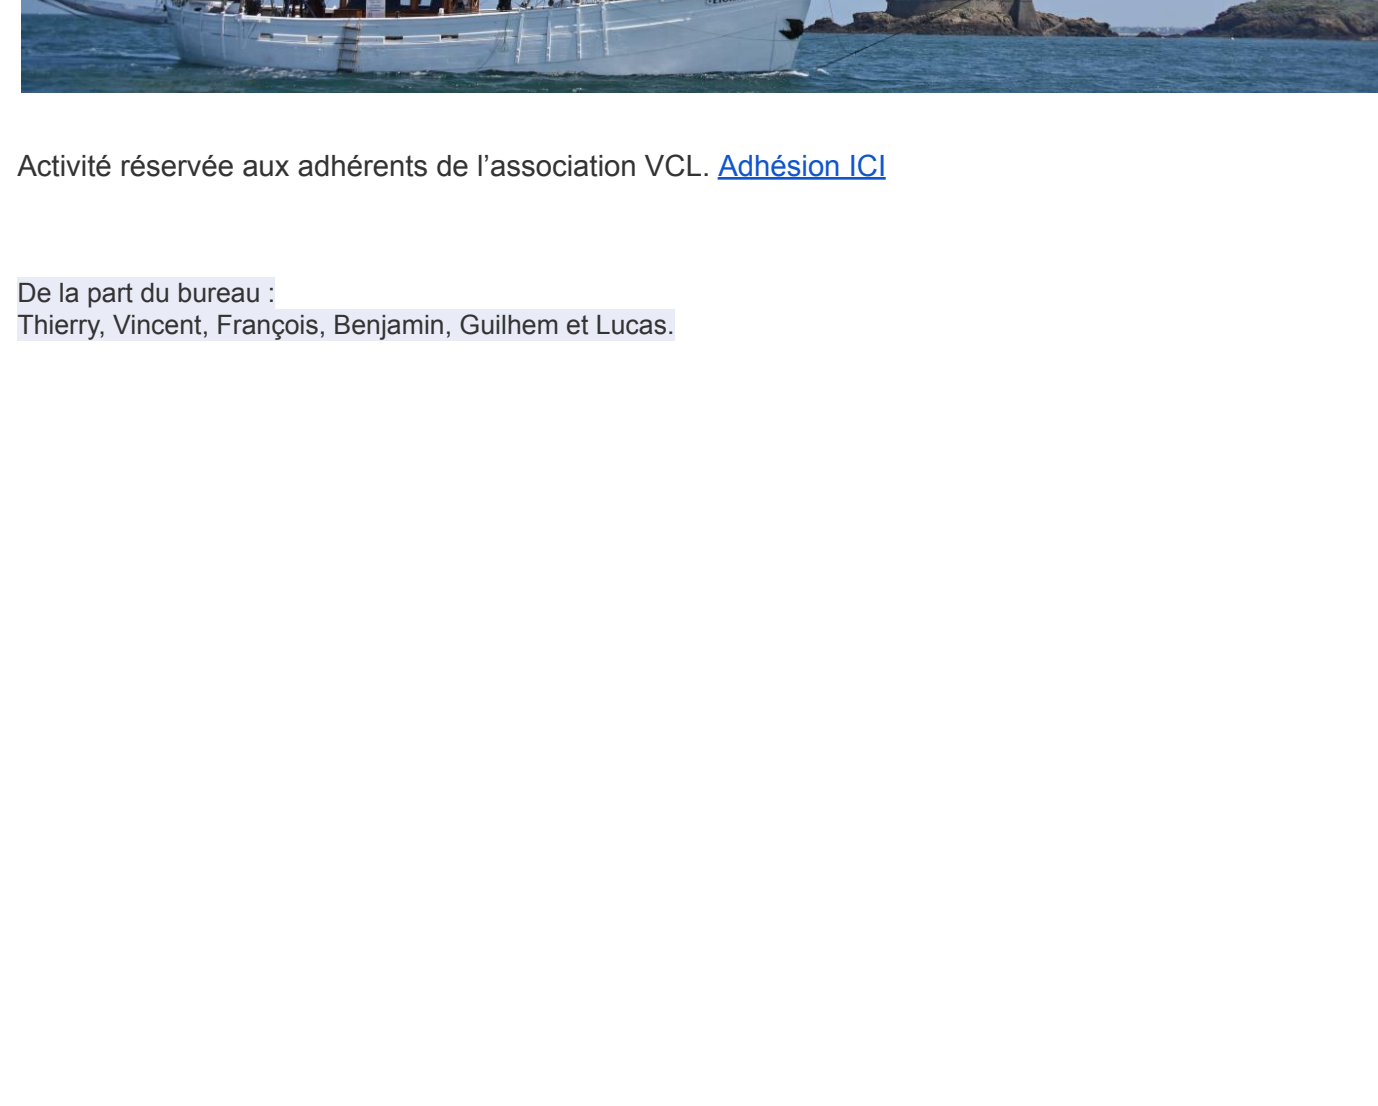 Activité réservée aux adhérents de l’association VCL. Adhésion ICI
De la part du bureau :
Thierry, Vincent, François, Benjamin, Guilhem et Lucas.